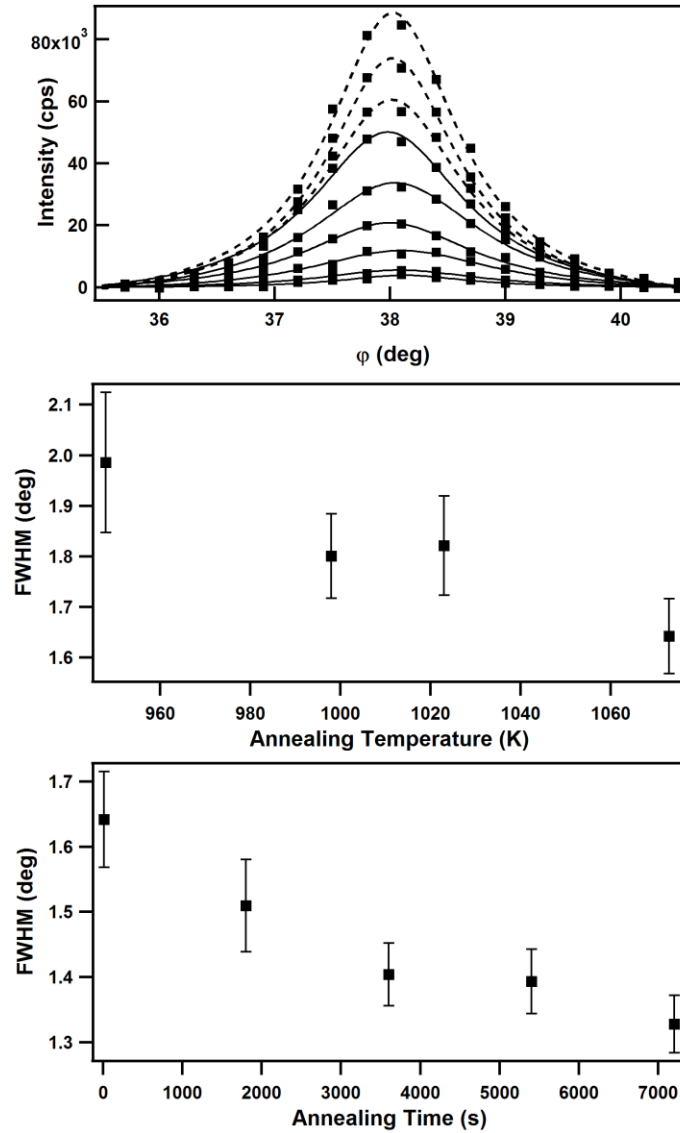 80x10³
60
40
20
0
Intensity (cps)
36 37 38 39 40
φ (deg)
2.1
2.0
1.9
1.8
1.7
1.6
FWHM (deg)
960 980 1000 1020 1040 1060
Annealing Temperature (K)
1.7
1.6
1.5
1.4
1.3
FWHM (deg)
0 1000 2000 3000 4000 5000 6000 7000
Annealing Time (s)